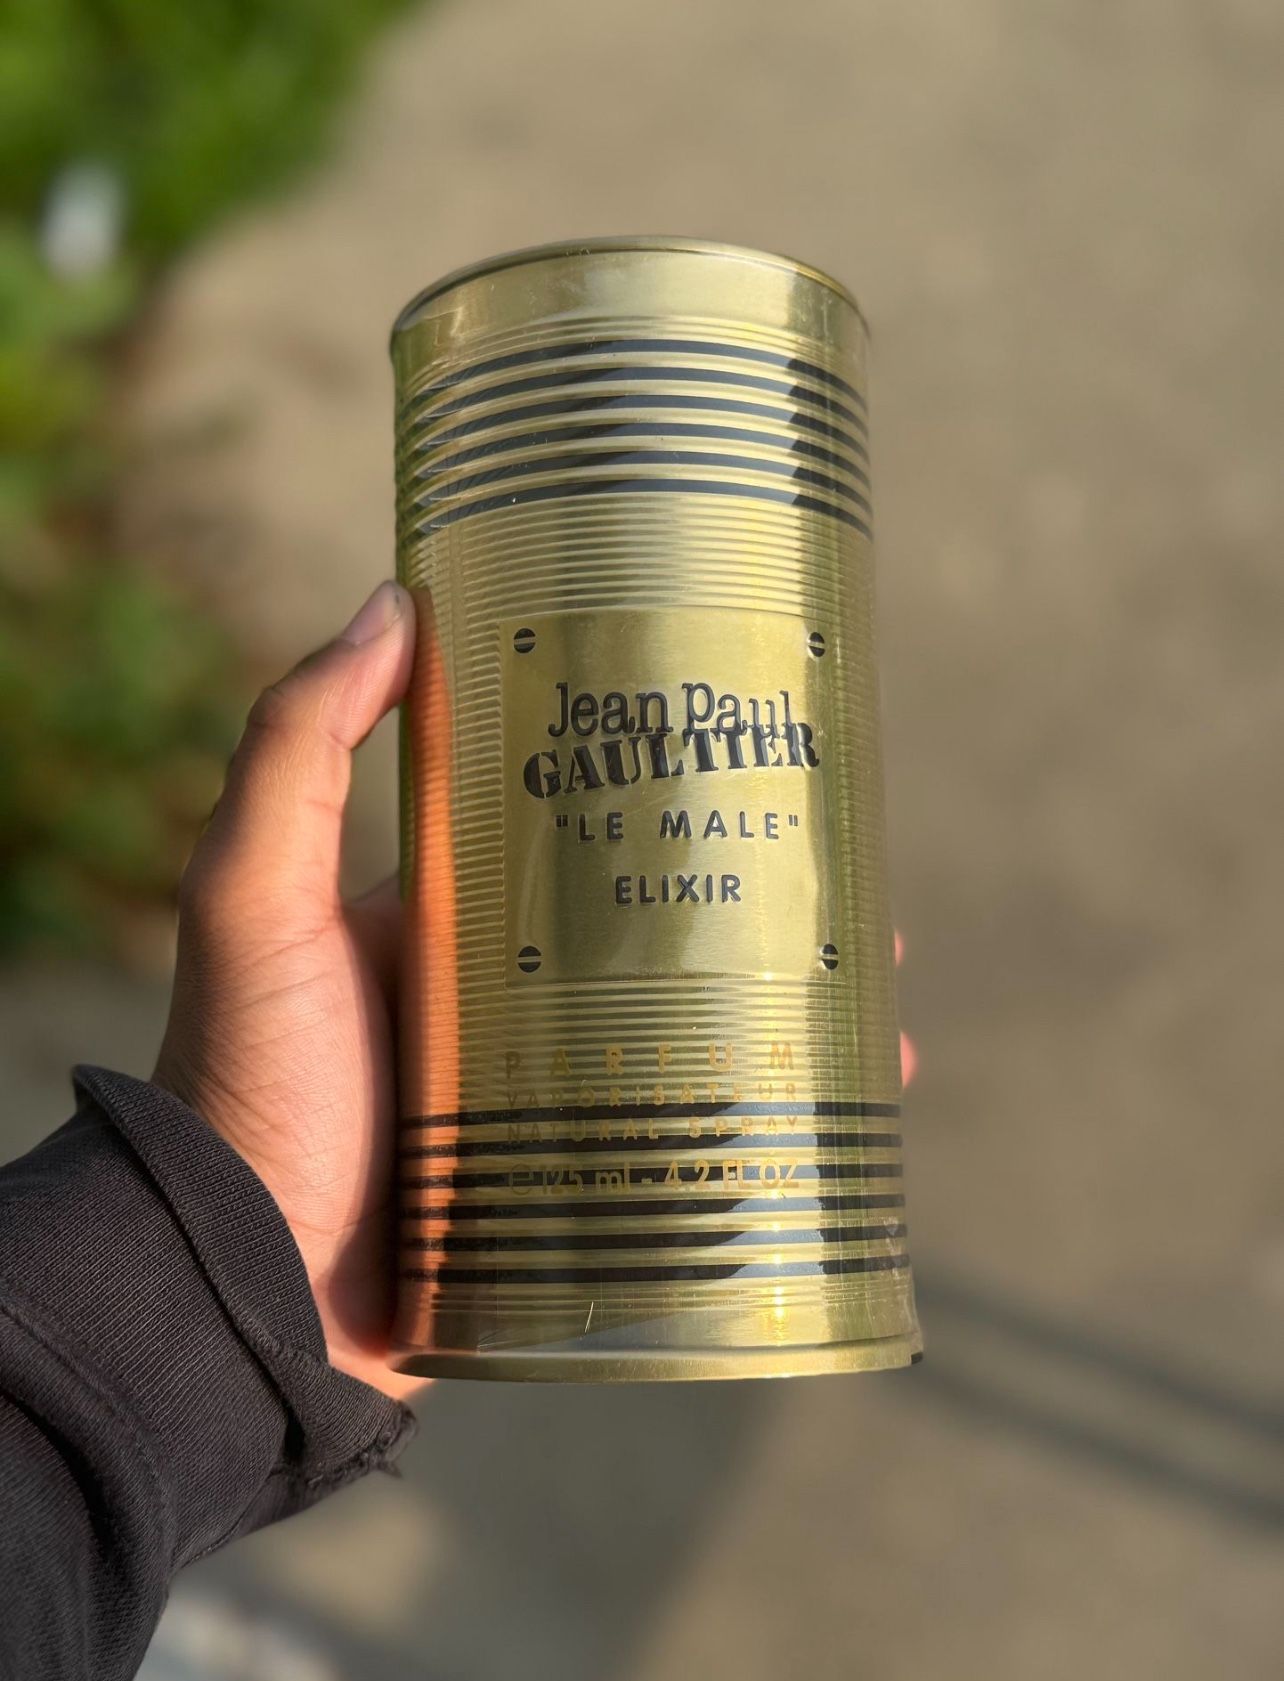 Jean Paul
GAULTIER
"LE MALE"
ELIXIR
PARFUM
VAPORISATEUR
NATURAL SPRAY
℮ 125 ml - 4.2 FL OZ